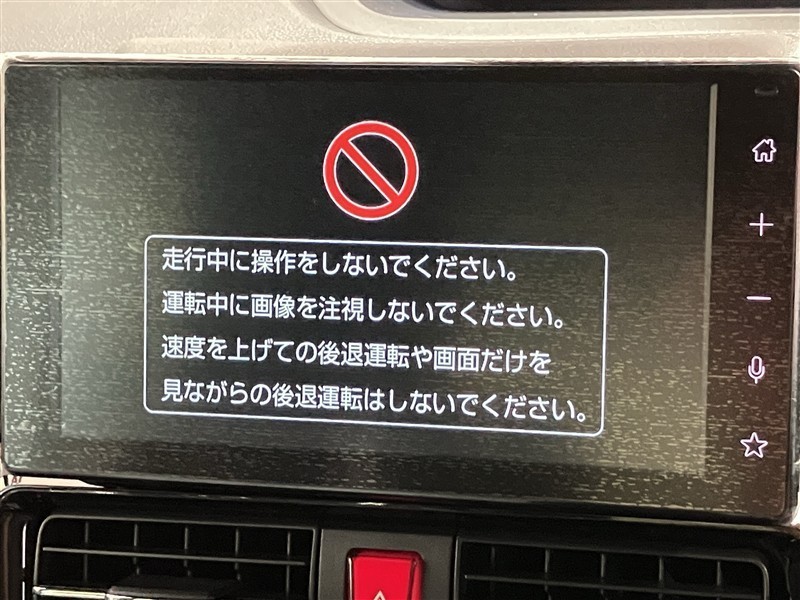 走行中に操作をしないでください。
運転中に画像を注視しないでください。
速度を上げての後退運転や画面だけを
見ながらの後退運転はしないでください。